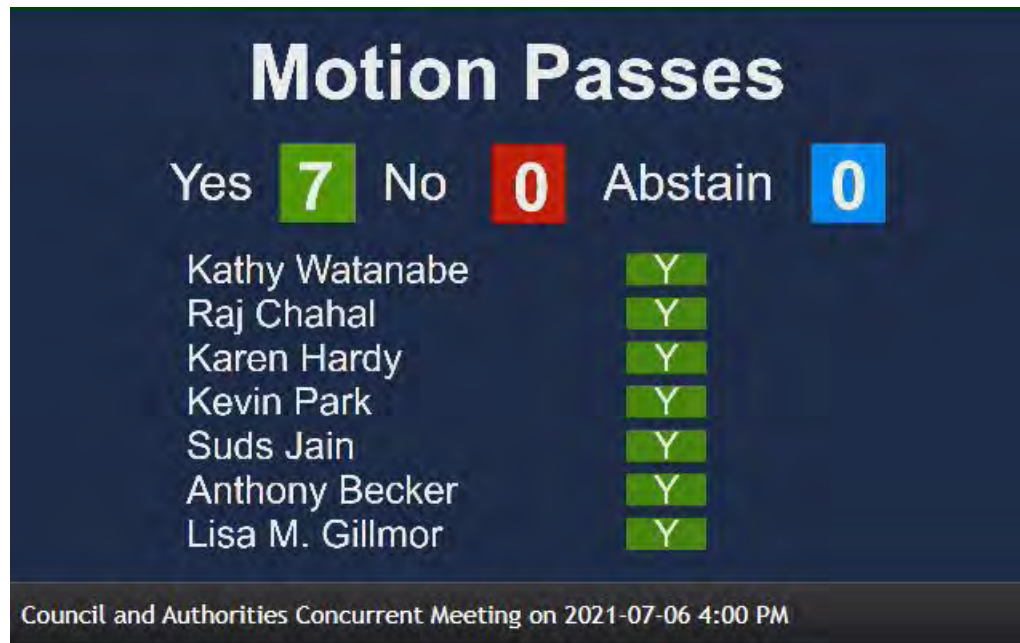 Motion Passes
Yes 7 No 0 Abstain 0
Kathy Watanabe Y
Raj Chahal Y
Karen Hardy Y
Kevin Park Y
Suds Jain Y
Anthony Becker Y
Lisa M. Gillmor Y
Council and Authorities Concurrent Meeting on 2021-07-06 4:00 PM